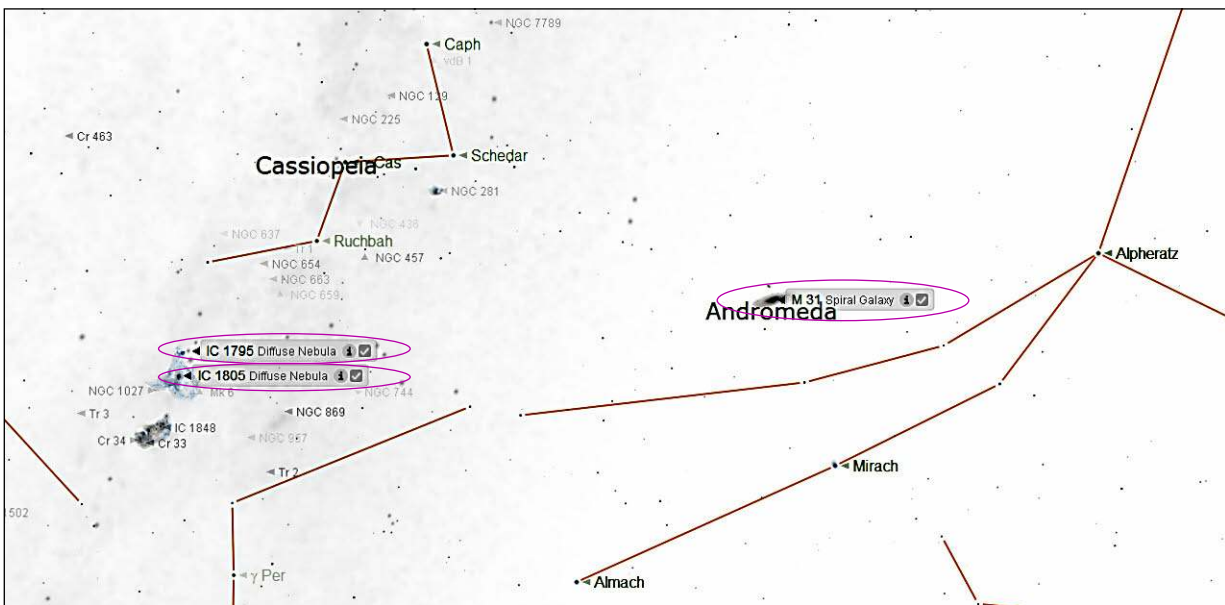 NGC 7789
Caph
vdB 1
NGC 129
NGC 225
Cr 463
Cassiopeia
Cas
Schedar
NGC 281
NGC 436
NGC 637
Ruchbah
Tr 1
NGC 457
NGC 654
NGC 663
NGC 659
Alpheratz
M 31 Spiral Galaxy
Andromeda
IC 1795 Diffuse Nebula
IC 1805 Diffuse Nebula
NGC 1027
Mk 6
NGC 744
Tr 3
NGC 869
IC 1848
Cr 34
Cr 33
NGC 957
Mirach
Tr 2
1502
γ Per
Almach